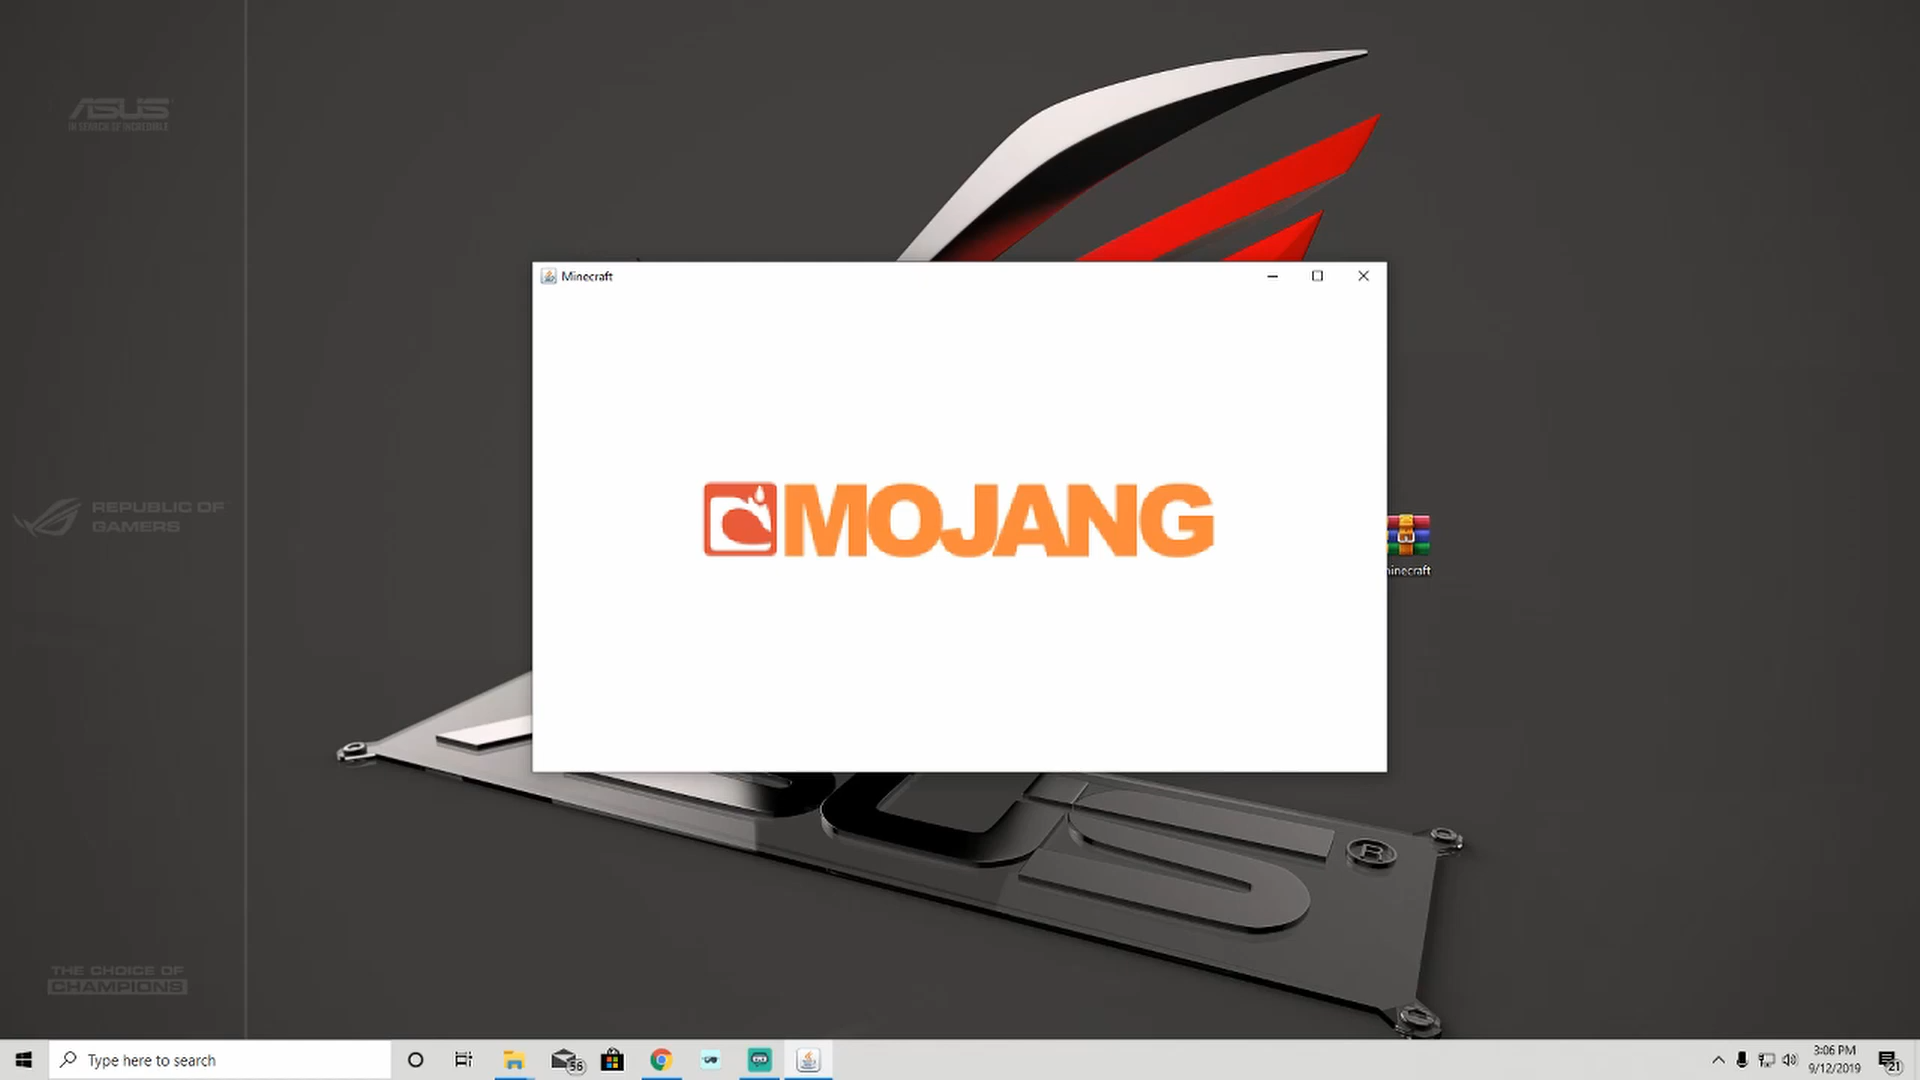 ASUS
IN SEARCH OF INCREDIBLE
Minecraft
MOJANG
minecraft
REPUBLIC OF
GAMERS
R
THE CHOICE OF
CHAMPIONS
Type here to search
56
3:06 PM
9/12/2019
21